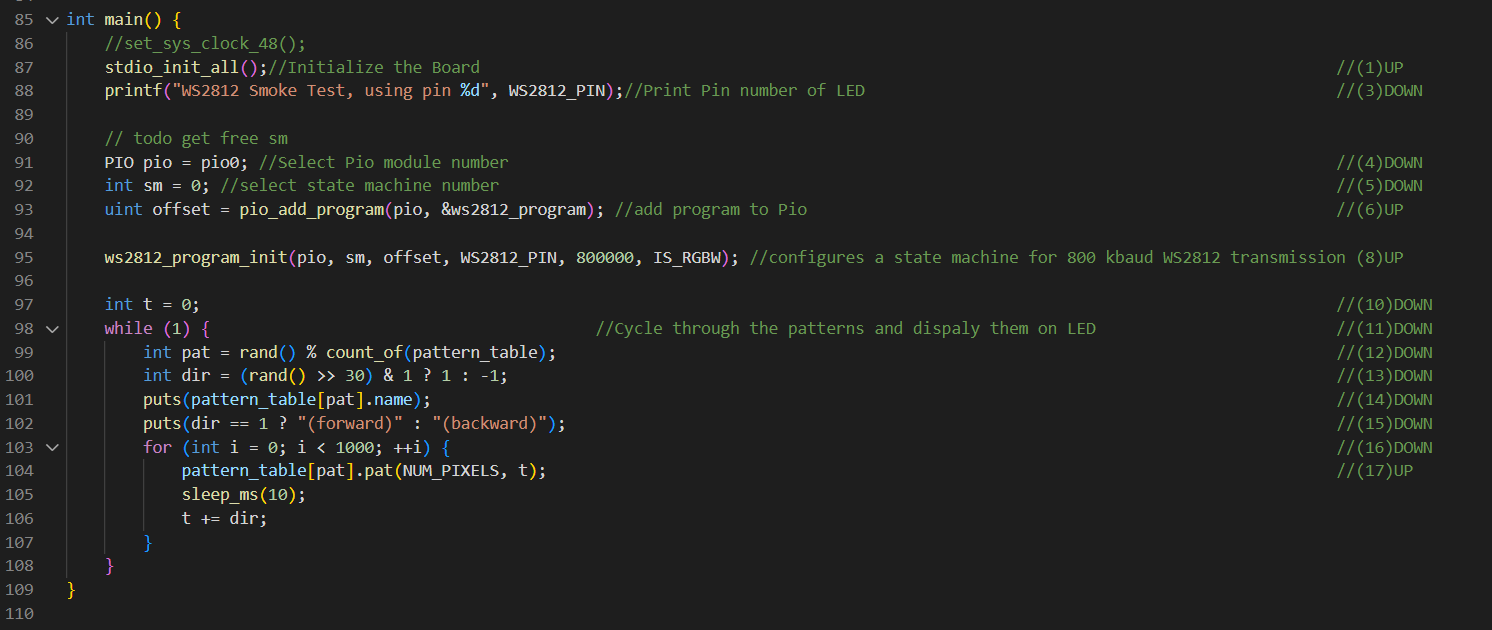 85 int main() {
86 //set_sys_clock_48();
87 stdio_init_all();//Initialize the Board //(1)UP
88 printf("WS2812 Smoke Test, using pin %d", WS2812_PIN);//Print Pin number of LED //(3)DOWN
89
90 // todo get free sm
91 PIO pio = pio0; //Select Pio module number //(4)DOWN
92 int sm = 0; //select state machine number //(5)DOWN
93 uint offset = pio_add_program(pio, &ws2812_program); //add program to Pio //(6)UP
94
95 ws2812_program_init(pio, sm, offset, WS2812_PIN, 800000, IS_RGBW); //configures a state machine for 800 kbaud WS2812 transmission (8)UP
96
97 int t = 0; //(10)DOWN
98 while (1) { //Cycle through the patterns and dispaly them on LED //(11)DOWN
99 int pat = rand() % count_of(pattern_table); //(12)DOWN
100 int dir = (rand() >> 30) & 1 ? 1 : -1; //(13)DOWN
101 puts(pattern_table[pat].name); //(14)DOWN
102 puts(dir == 1 ? "(forward)" : "(backward)"); //(15)DOWN
103 for (int i = 0; i < 1000; ++i) { //(16)DOWN
104 pattern_table[pat].pat(NUM_PIXELS, t); //(17)UP
105 sleep_ms(10);
106 t += dir;
107 }
108 }
109 }
110